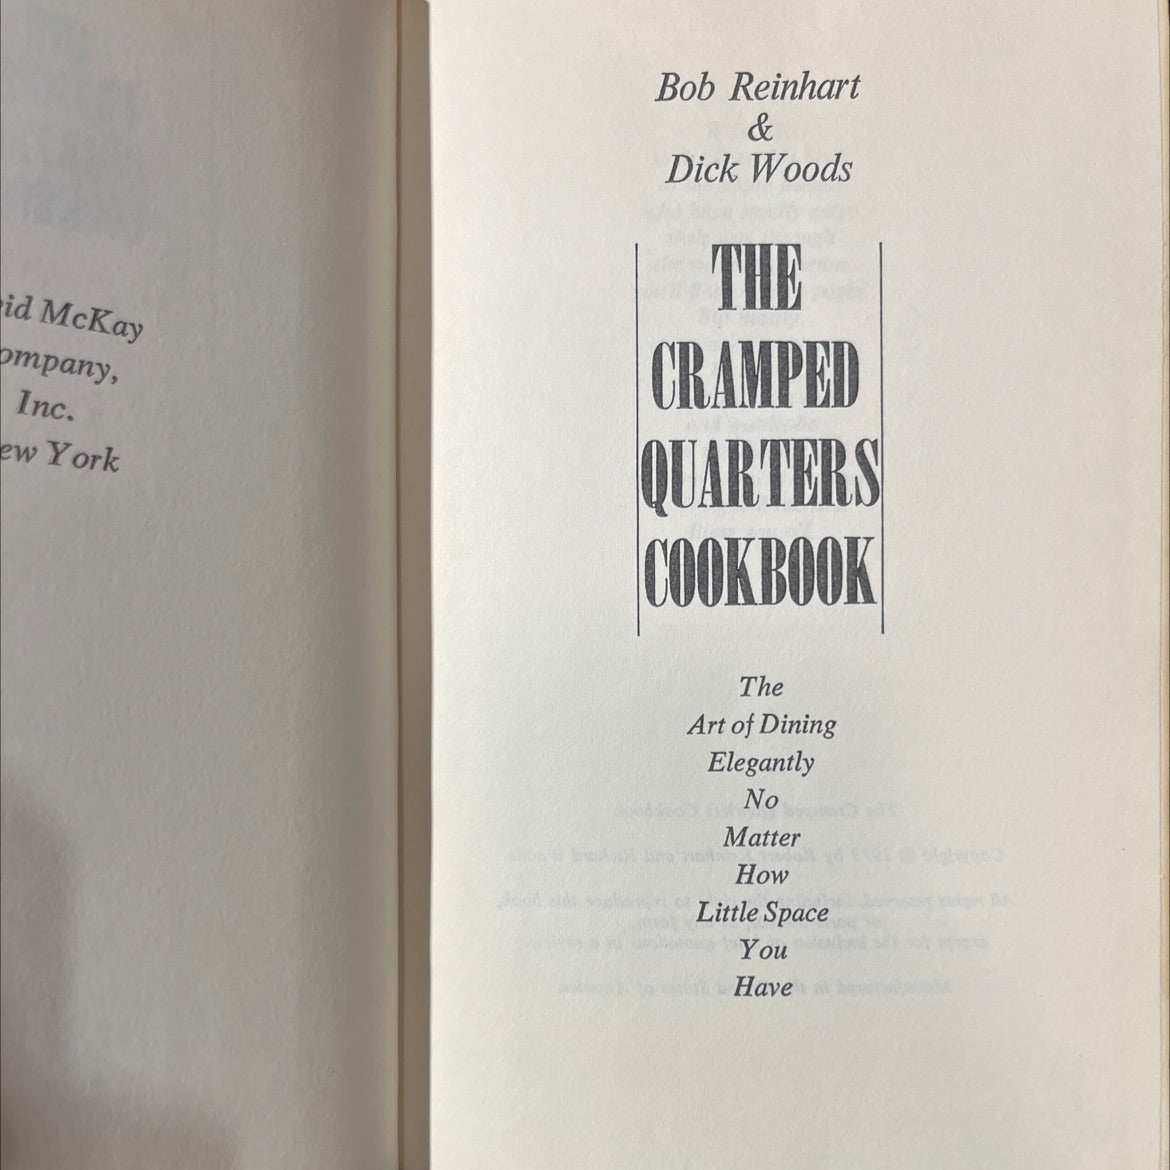 id McKay
ompany,
Inc.
ew York
Bob Reinhart
&
Dick Woods
THE
CRAMPED
QUARTERS
COOKBOOK
The
Art of Dining
Elegantly
No
Matter
How
Little Space
You
Have